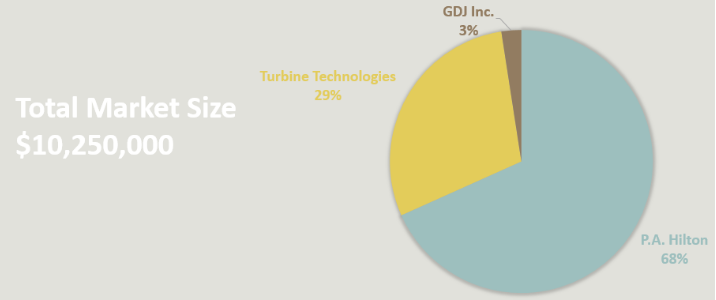 GDJ Inc.
3%
Turbine Technologies
29%
Total Market Size
$10,250,000
P.A. Hilton
68%